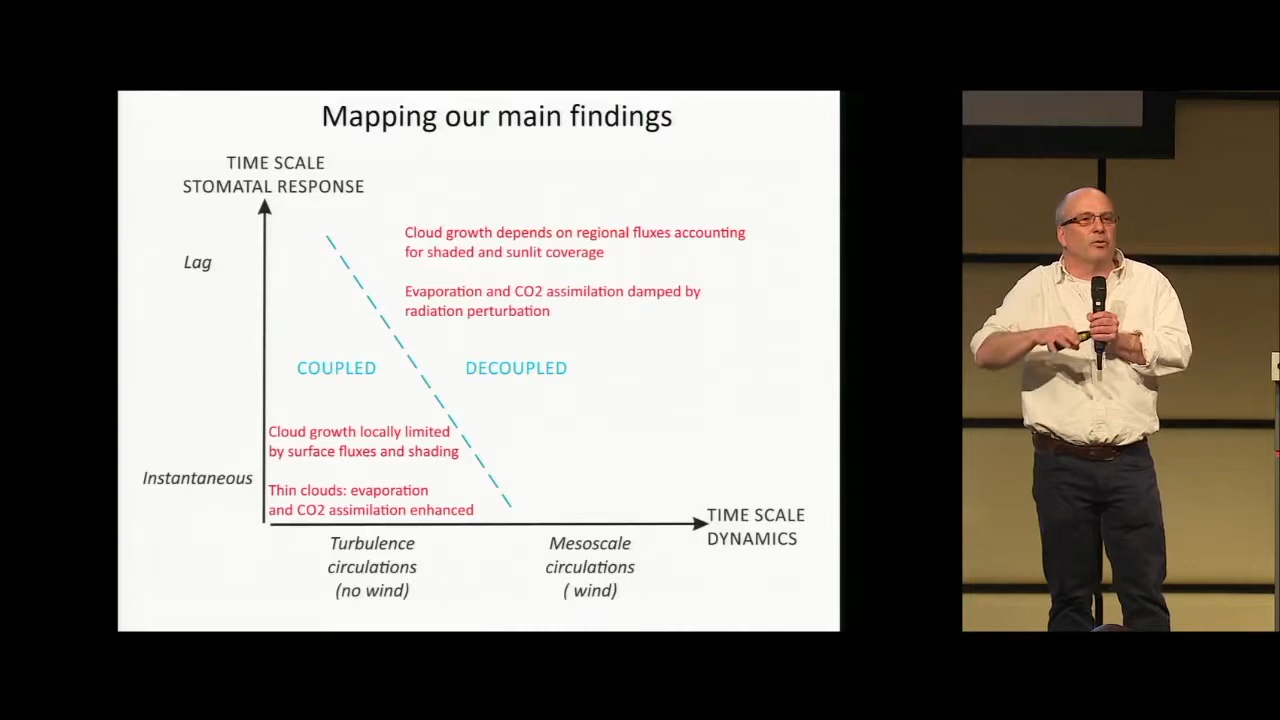 Mapping our main findings
TIME SCALE
STOMATAL RESPONSE
Cloud growth depends on regional fluxes accounting
for shaded and sunlit coverage
Lag
Evaporation and CO2 assimilation damped by
radiation perturbation
COUPLED
DECOUPLED
Cloud growth locally limited
by surface fluxes and shading
Instantaneous
Thin clouds: evaporation
and CO2 assimilation enhanced
TIME SCALE
DYNAMICS
Turbulence
circulations
(no wind)
Mesoscale
circulations
( wind)